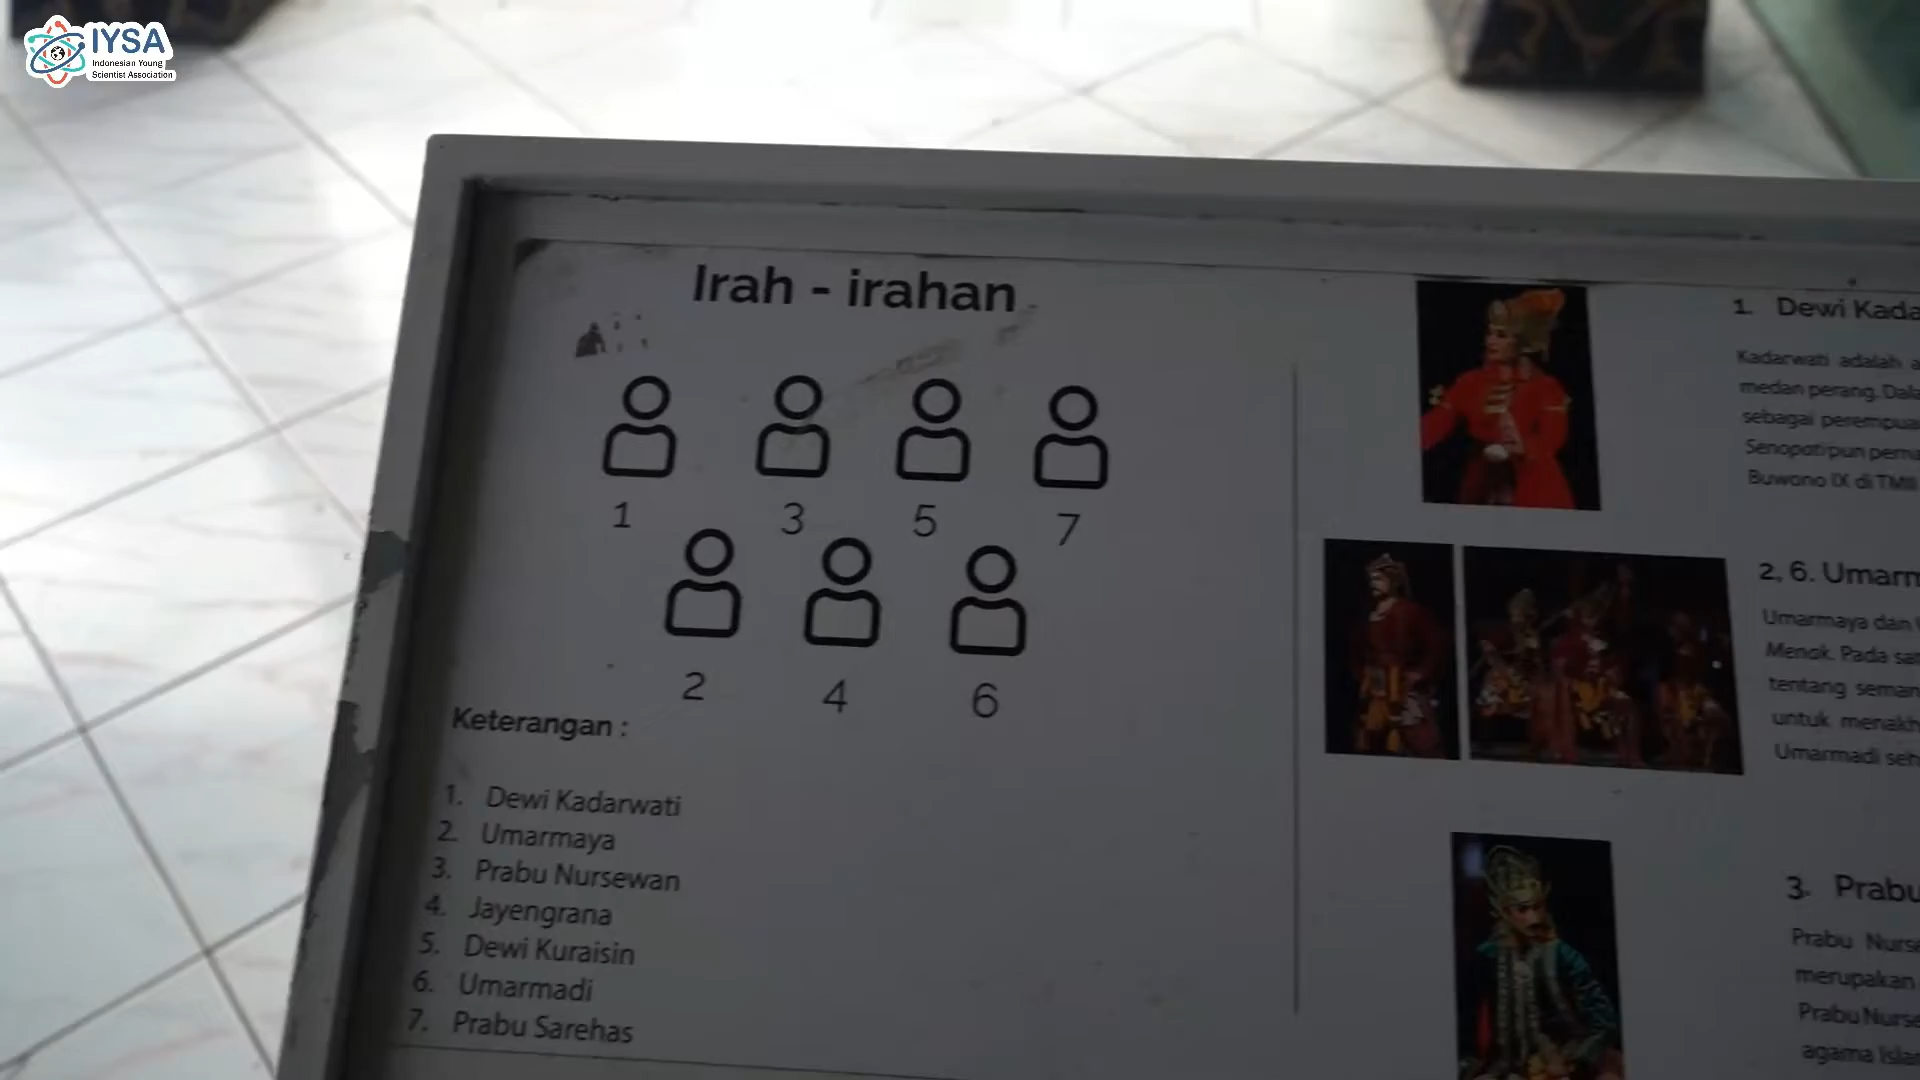 IYSA
Indonesian Young
Scientist Association
Irah - irahan
1 3 5 7
2 4 6
Keterangan :
1. Dewi Kadarwati
2. Umarmaya
3. Prabu Nursewan
4. Jayengrana
5. Dewi Kuraisin
6. Umarmadi
7. Prabu Sarehas
1. Dewi Kada
Kadarwati adalah a
medan perang. Dala
sebagai perempua
Senopati pun perna
Buwono IX di TMII
2, 6. Umarm
Umarmaya dan
Menak. Pada sa
tentang seman
untuk menakh
Umarmadi seh
3. Prabu
Prabu Nurse
merupakan
Prabu Nurse
agama Islam